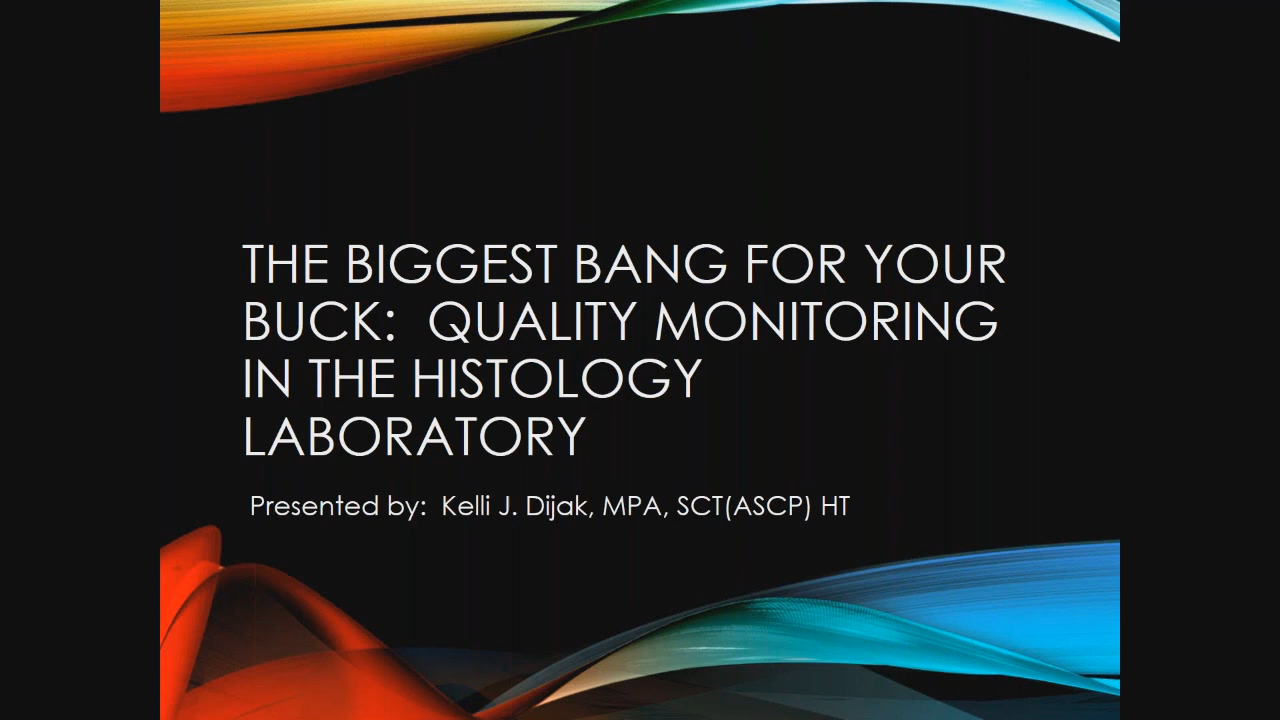 THE BIGGEST BANG FOR YOUR
BUCK:  QUALITY MONITORING
IN THE HISTOLOGY
LABORATORY
Presented by:  Kelli J. Dijak, MPA, SCT(ASCP) HT